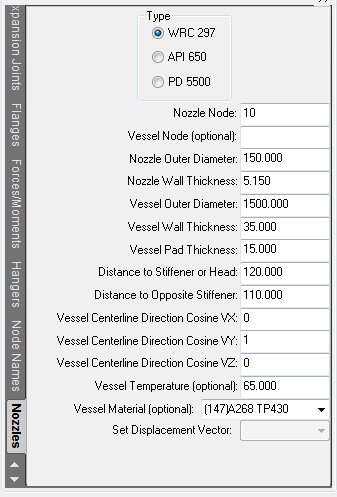 Type
WRC 297
API 650
PD 5500
Nozzle Node: 10
Vessel Node (optional):
Nozzle Outer Diameter: 150.000
Nozzle Wall Thickness: 5.150
Vessel Outer Diameter: 1500.000
Vessel Wall Thickness: 35.000
Vessel Pad Thickness: 15.000
Distance to Stiffener or Head: 120.000
Distance to Opposite Stiffener: 110.000
Vessel Centerline Direction Cosine VX: 0
Vessel Centerline Direction Cosine VY: 1
Vessel Centerline Direction Cosine VZ: 0
Vessel Temperature (optional): 65.000
Vessel Material (optional): (147)A268 TP430
Set Displacement Vector:
xpansion Joints
Flanges
Forces/Moments
Hangers
Node Names
Nozzles